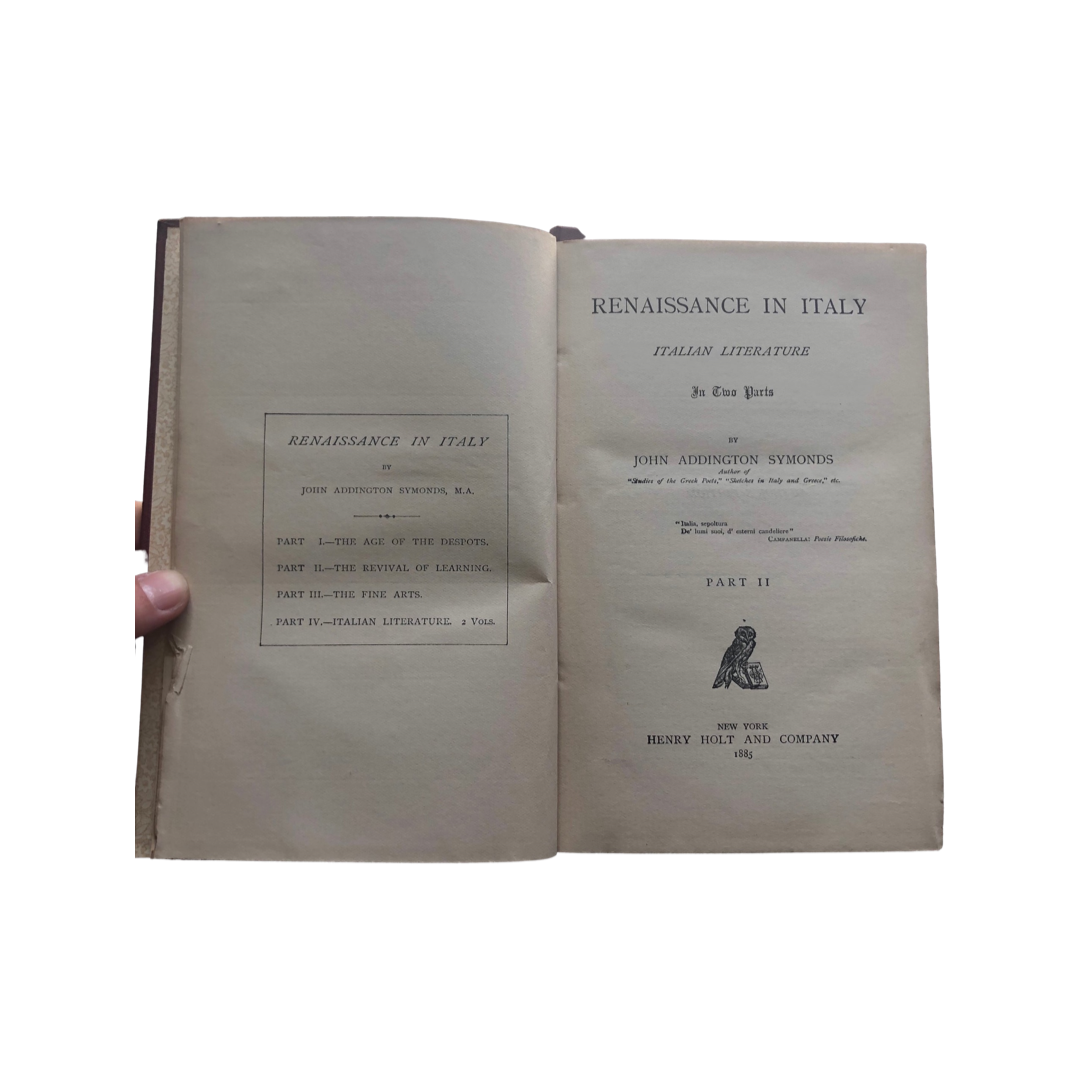 RENAISSANCE IN ITALY
BY
JOHN ADDINGTON SYMONDS, M.A.
PART I.—THE AGE OF THE DESPOTS.
PART II.—THE REVIVAL OF LEARNING.
PART III.—THE FINE ARTS.
PART IV.—ITALIAN LITERATURE. 2 VOLS.
RENAISSANCE IN ITALY
ITALIAN LITERATURE
In Two Parts
BY
JOHN ADDINGTON SYMONDS
Author of
"Studies of the Greek Poets," "Sketches in Italy and Greece," etc.
"Italia, sepoltura
De' lumi suoi, d' esterni candeliere"
CAMPANELLA: Poesie Filosofiche.
PART II
NEW YORK
HENRY HOLT AND COMPANY
1885